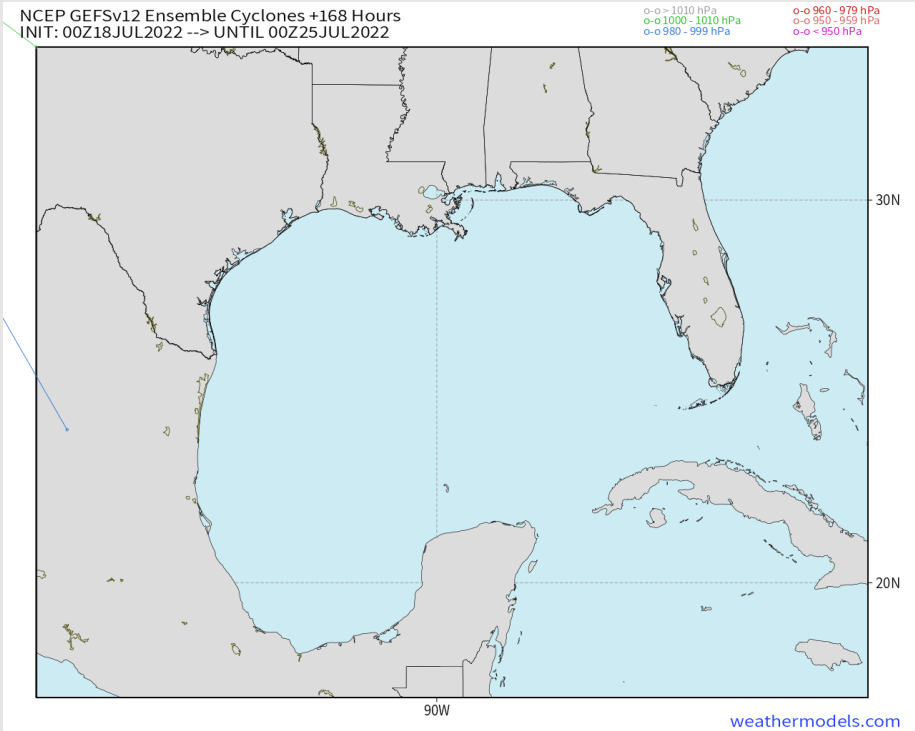 NCEP GEFSv12 Ensemble Cyclones +168 Hours
INIT: 00Z18JUL2022 --> UNTIL 00Z25JUL2022
o-o > 1010 hPa
o-o 1000 - 1010 hPa
o-o 980 - 999 hPa
o-o 960 - 979 hPa
o-o 950 - 959 hPa
o-o < 950 hPa
30N
20N
90W
weathermodels.com